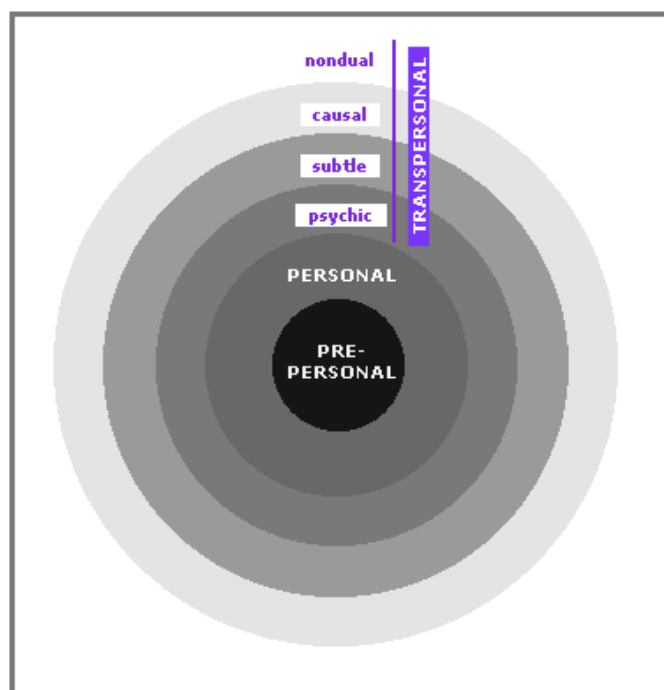 nondual
causal
subtle
psychic
TRANSPERSONAL
PERSONAL
PRE-
PERSONAL